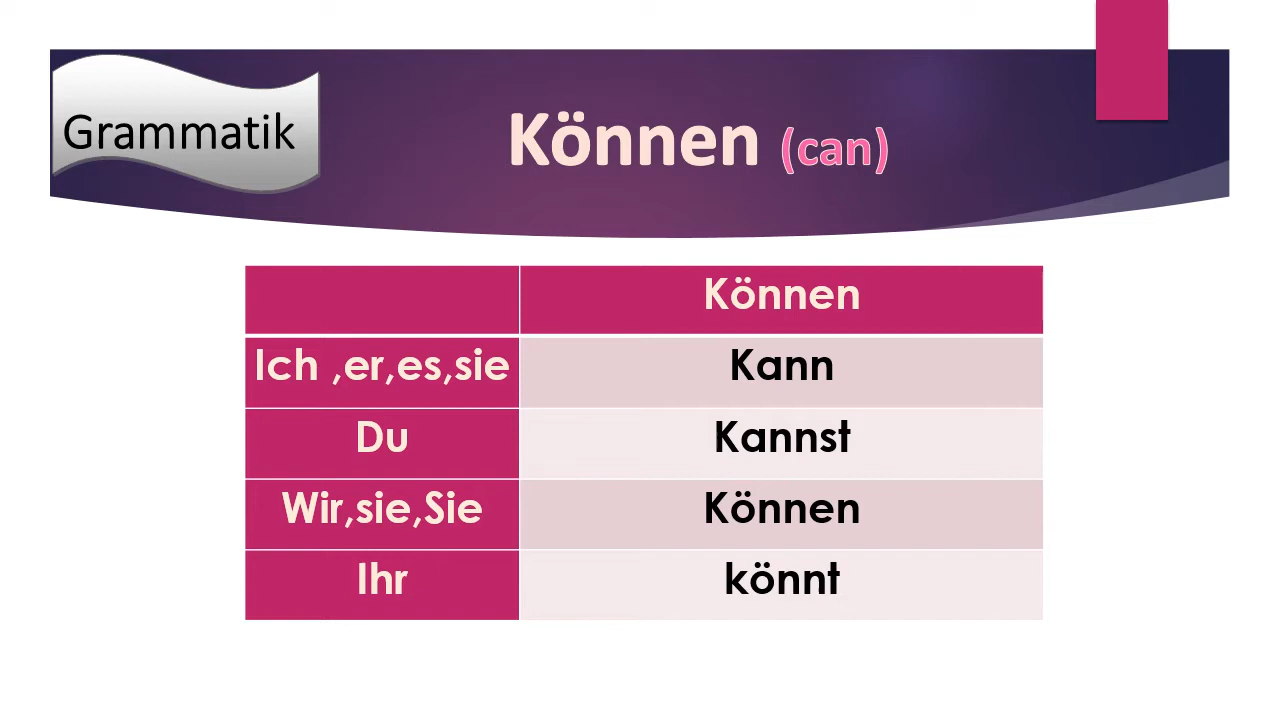 Grammatik
Können (can)
Können
Ich ,er,es,sie Kann
Du Kannst
Wir,sie,Sie Können
Ihr könnt